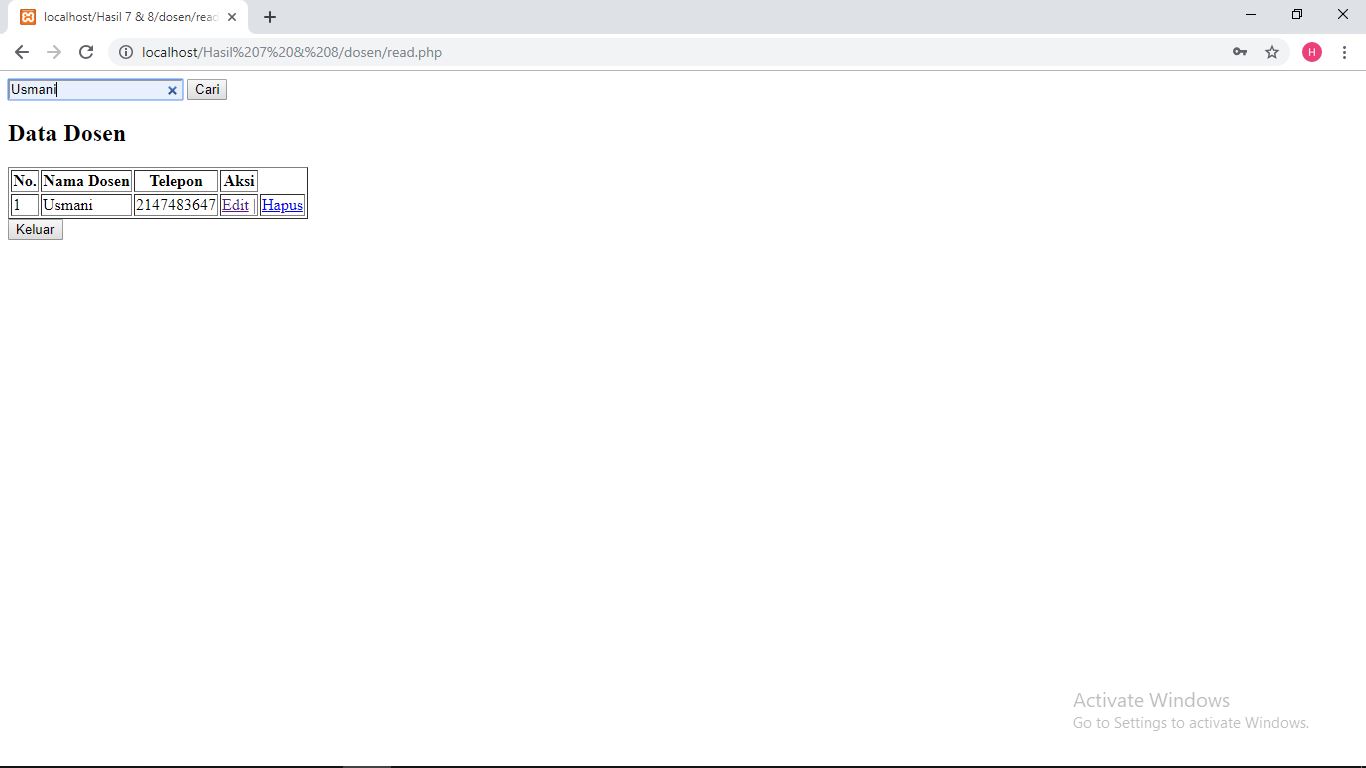 localhost/Hasil 7 & 8/dosen/read
localhost/Hasil%207%20&%208/dosen/read.php
H
Usmani
Cari
Data Dosen
No. Nama Dosen Telepon Aksi
1 Usmani 2147483647 Edit | Hapus
Keluar
Activate Windows
Go to Settings to activate Windows.